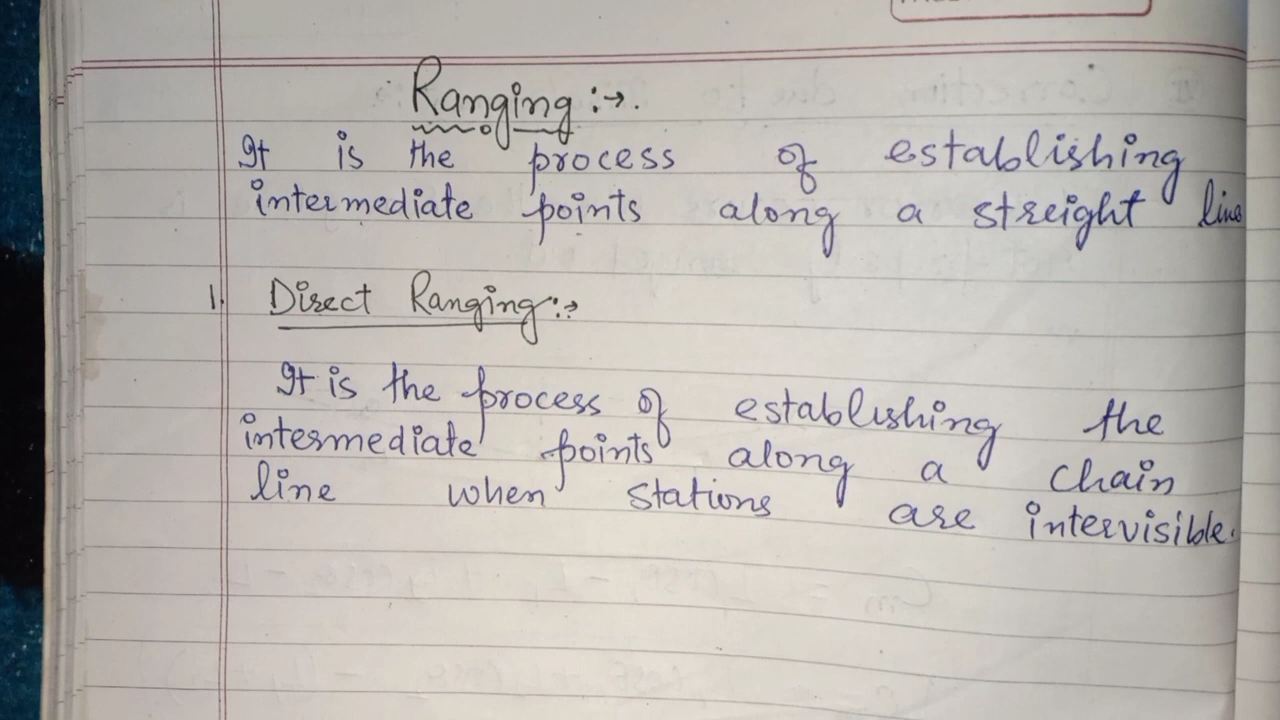 Ranging :→.
It is the process of establishing
intermediate points along a streight line
1. Direct Ranging :→
It is the process of establishing the
intermediate points along a chain
line when stations are intervisible.